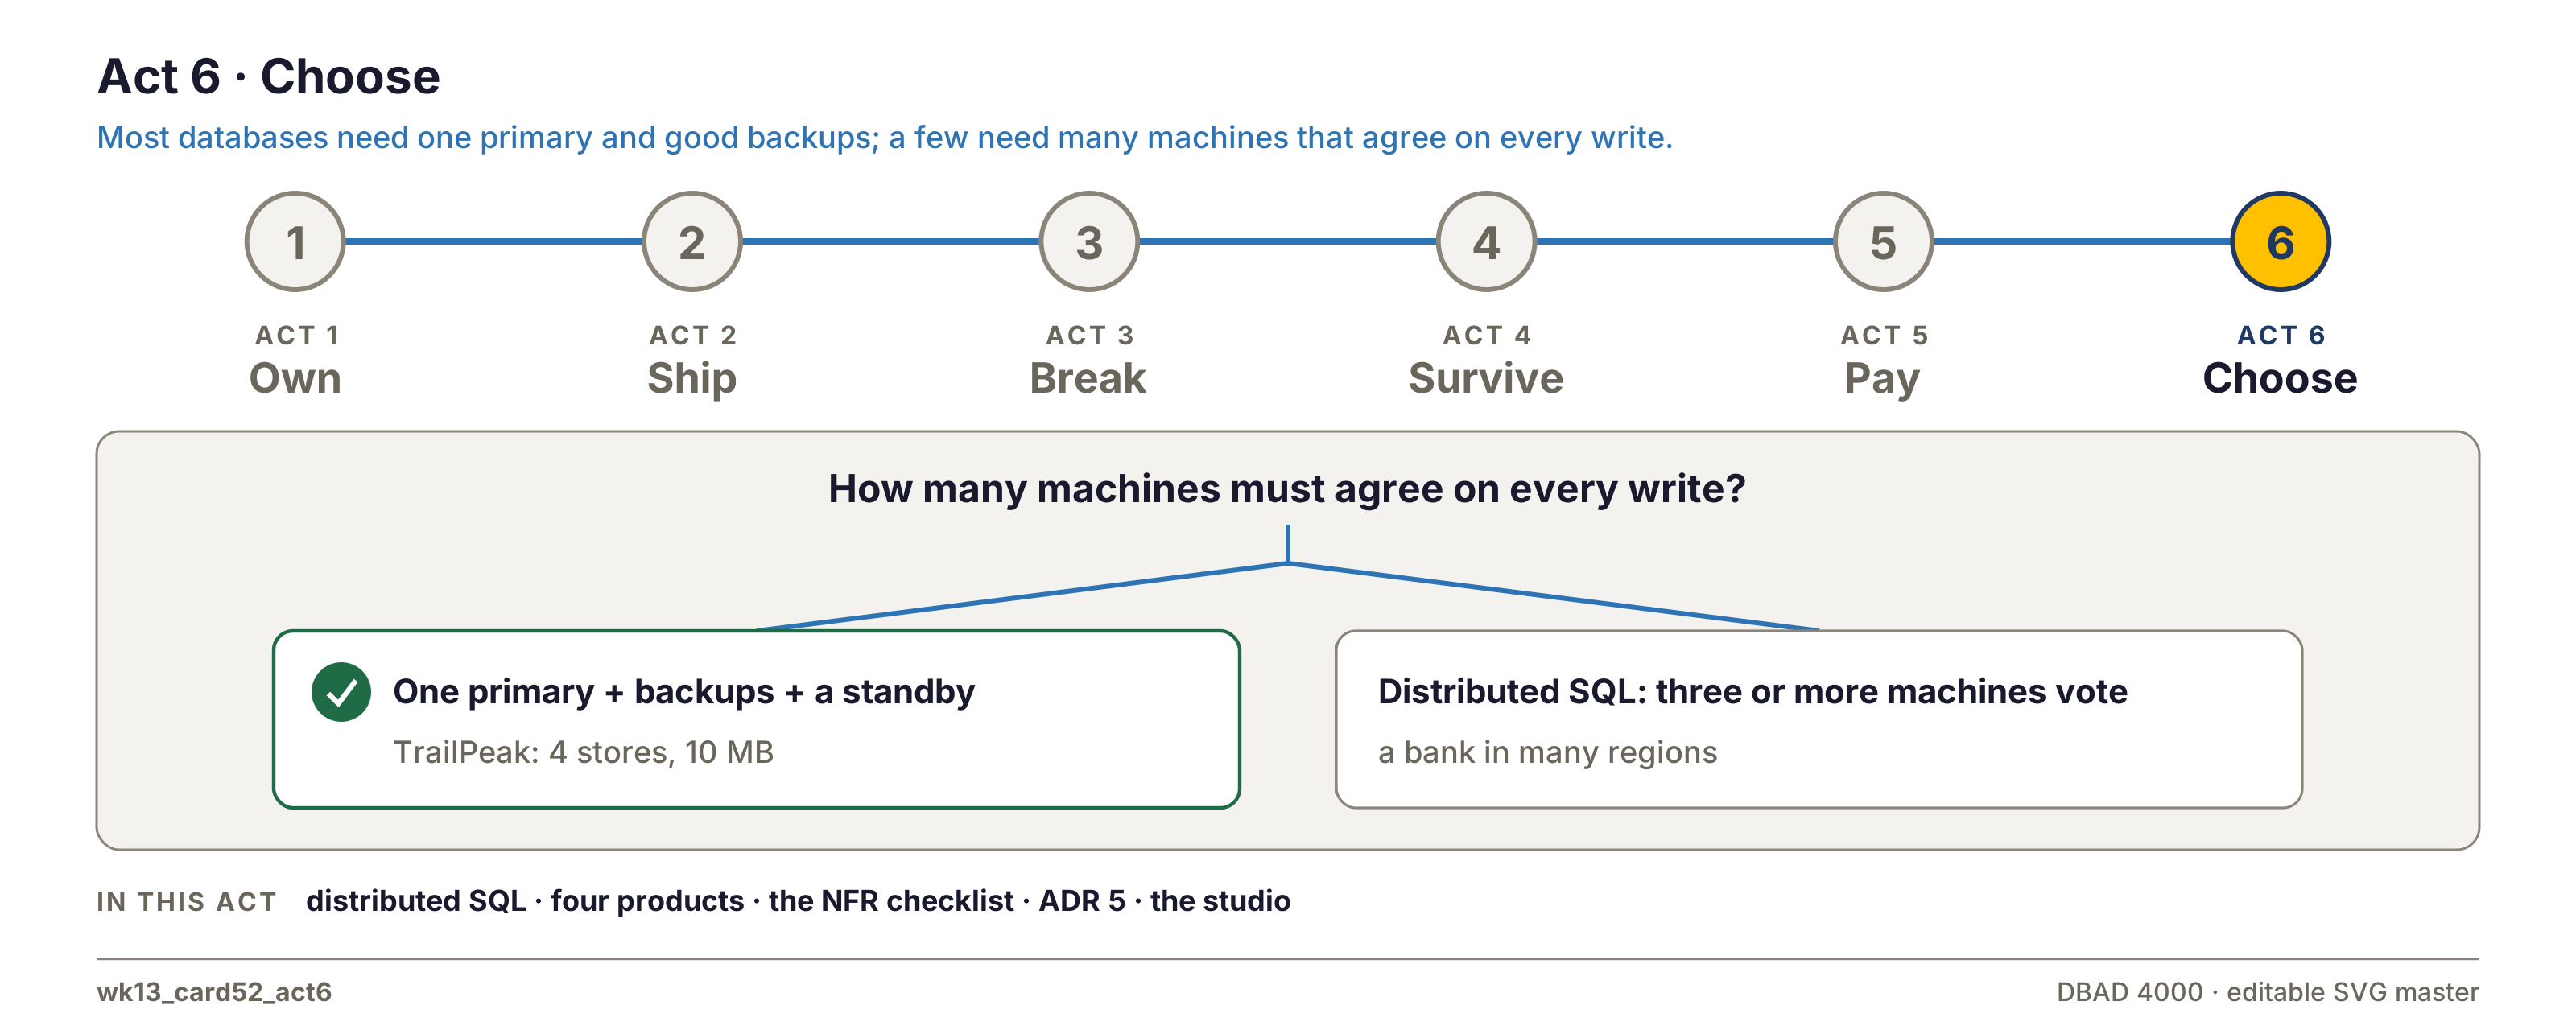 Act 6 · Choose
Most databases need one primary and good backups; a few need many machines that agree on every write.
1 2 3 4 5 6
ACT 1 ACT 2 ACT 3 ACT 4 ACT 5 ACT 6
Own Ship Break Survive Pay Choose
How many machines must agree on every write?
One primary + backups + a standby
TrailPeak: 4 stores, 10 MB
Distributed SQL: three or more machines vote
a bank in many regions
IN THIS ACT distributed SQL · four products · the NFR checklist · ADR 5 · the studio
wk13_card52_act6
DBAD 4000 · editable SVG master